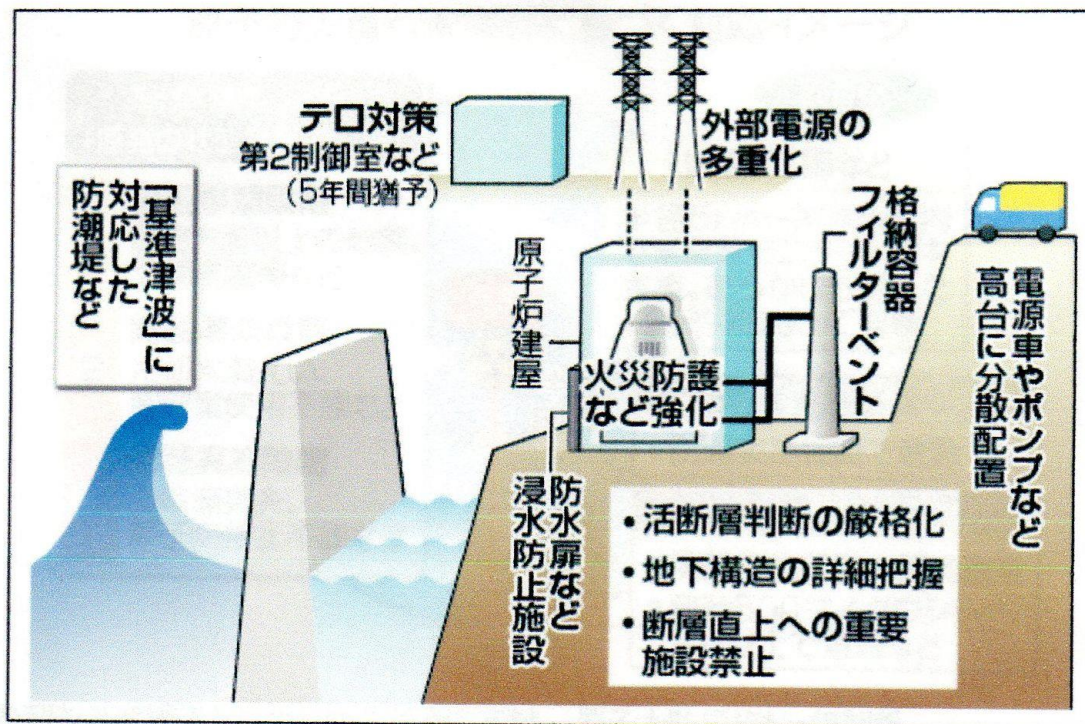 テロ対策
第2制御室など
(5年間猶予)
外部電源の
多重化
「基準津波」に
対応した
防潮堤など
原子炉建屋
格納容器
フィルターベント
電源車やポンプなど
高台に分散配置
火災防護
など強化
防水扉など
浸水防止施設
・活断層判断の厳格化
・地下構造の詳細把握
・断層直上への重要
施設禁止